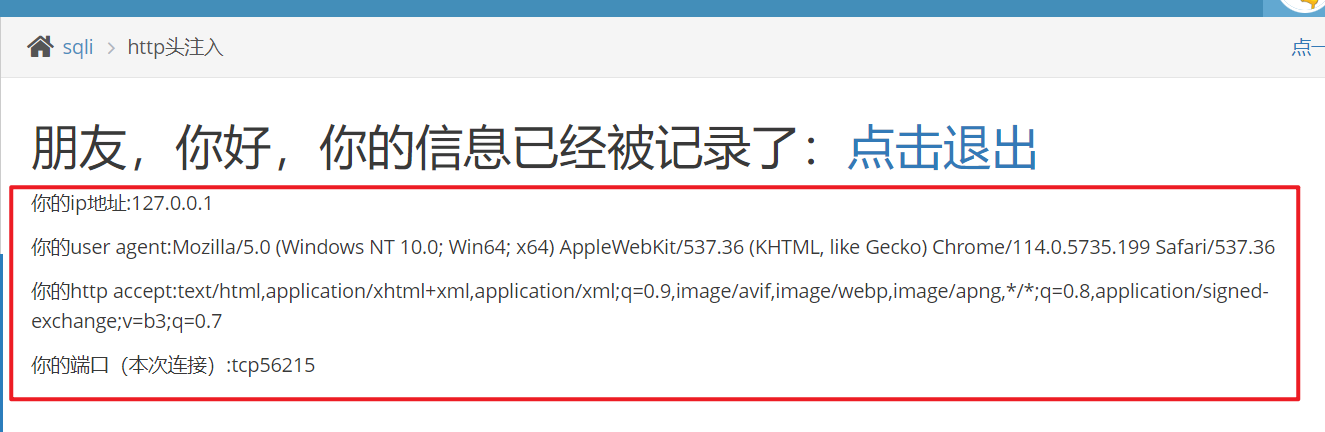 sqli > http头注入
点一
朋友，你好，你的信息已经被记录了：点击退出
你的ip地址:127.0.0.1
你的user agent:Mozilla/5.0 (Windows NT 10.0; Win64; x64) AppleWebKit/537.36 (KHTML, like Gecko) Chrome/114.0.5735.199 Safari/537.36
你的http accept:text/html,application/xhtml+xml,application/xml;q=0.9,image/avif,image/webp,image/apng,*/*;q=0.8,application/signed-
exchange;v=b3;q=0.7
你的端口（本次连接）:tcp56215